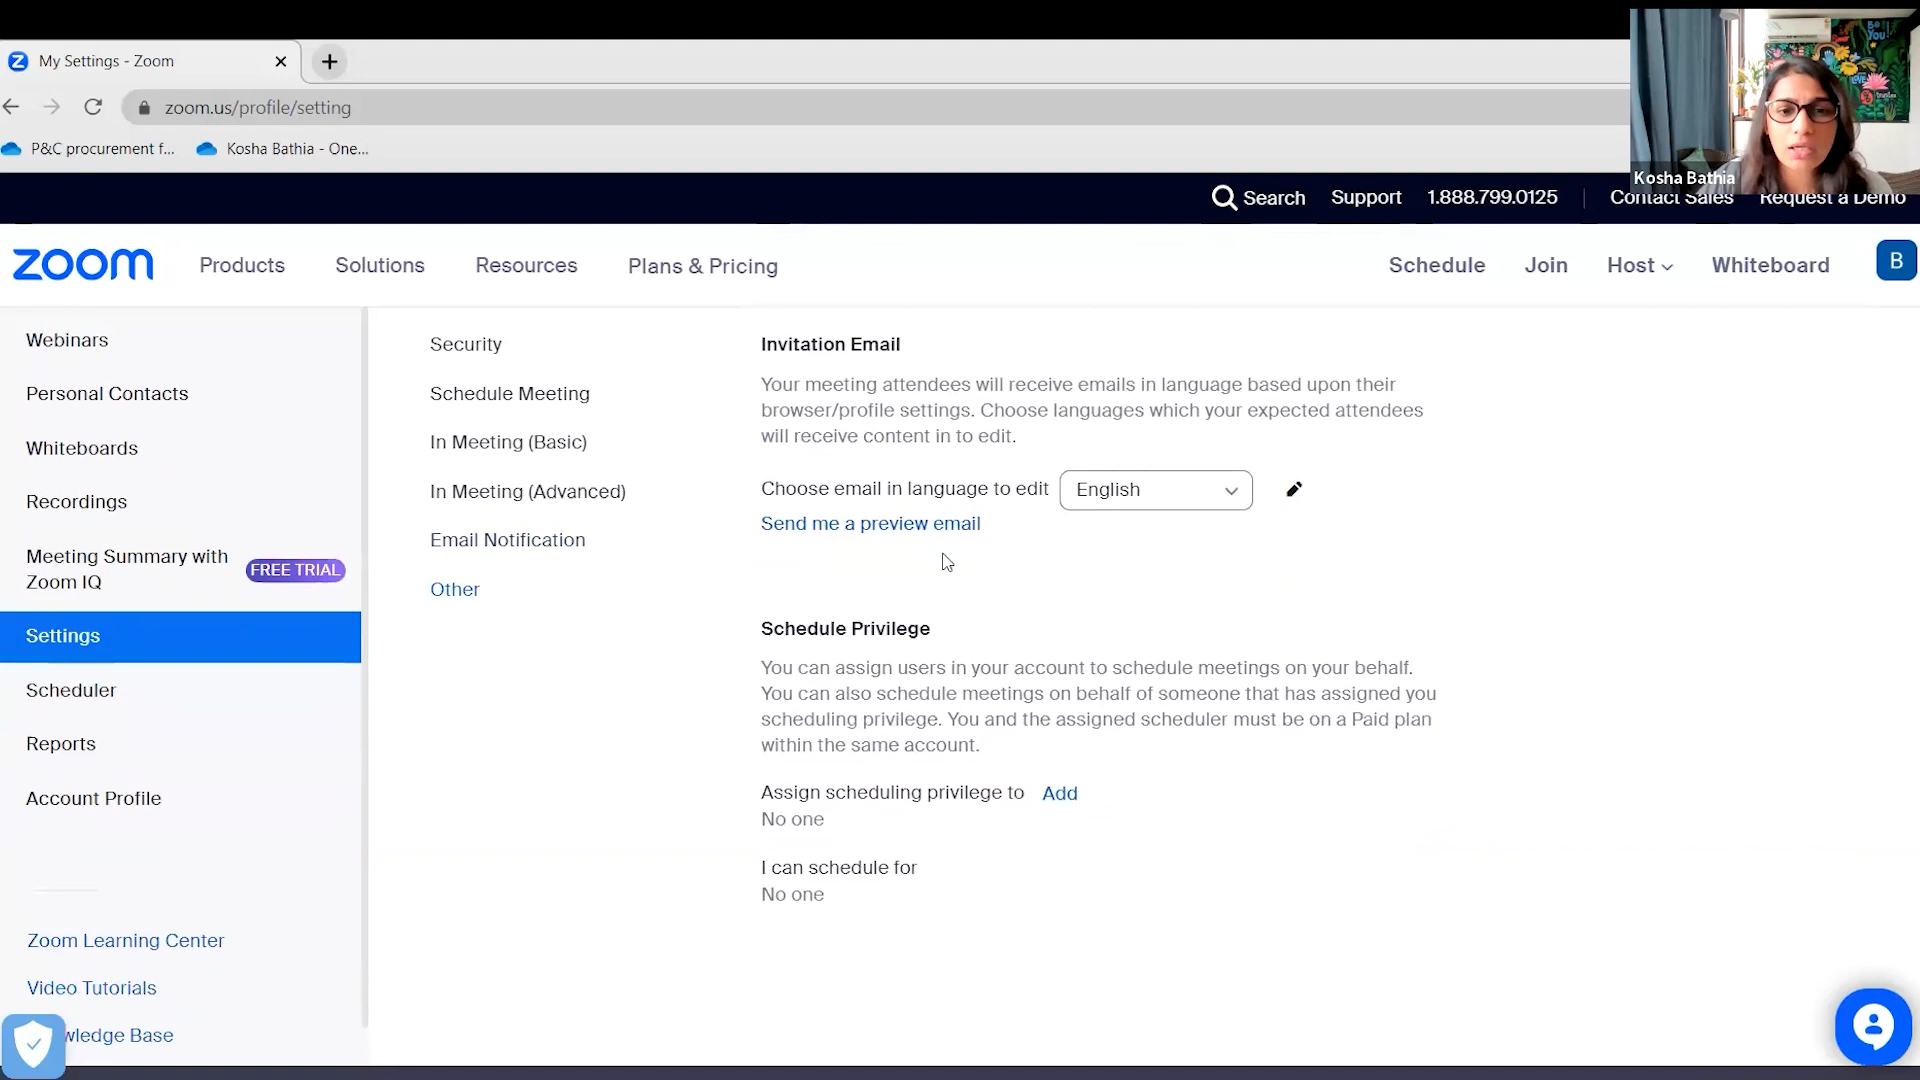 My Settings - Zoom
zoom.us/profile/setting
P&C procurement f...
Kosha Bathia - One...
Be
You!
Kosha Bathia
Search
Support
1.888.799.0125
Contact Sales
Request a Demo
zoom
Products
Solutions
Resources
Plans & Pricing
Schedule
Join
Host
Whiteboard
B
Webinars
Personal Contacts
Whiteboards
Recordings
Meeting Summary with
Zoom IQ
FREE TRIAL
Settings
Scheduler
Reports
Account Profile
Zoom Learning Center
Video Tutorials
wledge Base
Security
Schedule Meeting
In Meeting (Basic)
In Meeting (Advanced)
Email Notification
Other
Invitation Email
Your meeting attendees will receive emails in language based upon their
browser/profile settings. Choose languages which your expected attendees
will receive content in to edit.
Choose email in language to edit
English
Send me a preview email
Schedule Privilege
You can assign users in your account to schedule meetings on your behalf.
You can also schedule meetings on behalf of someone that has assigned you
scheduling privilege. You and the assigned scheduler must be on a Paid plan
within the same account.
Assign scheduling privilege to
Add
No one
I can schedule for
No one